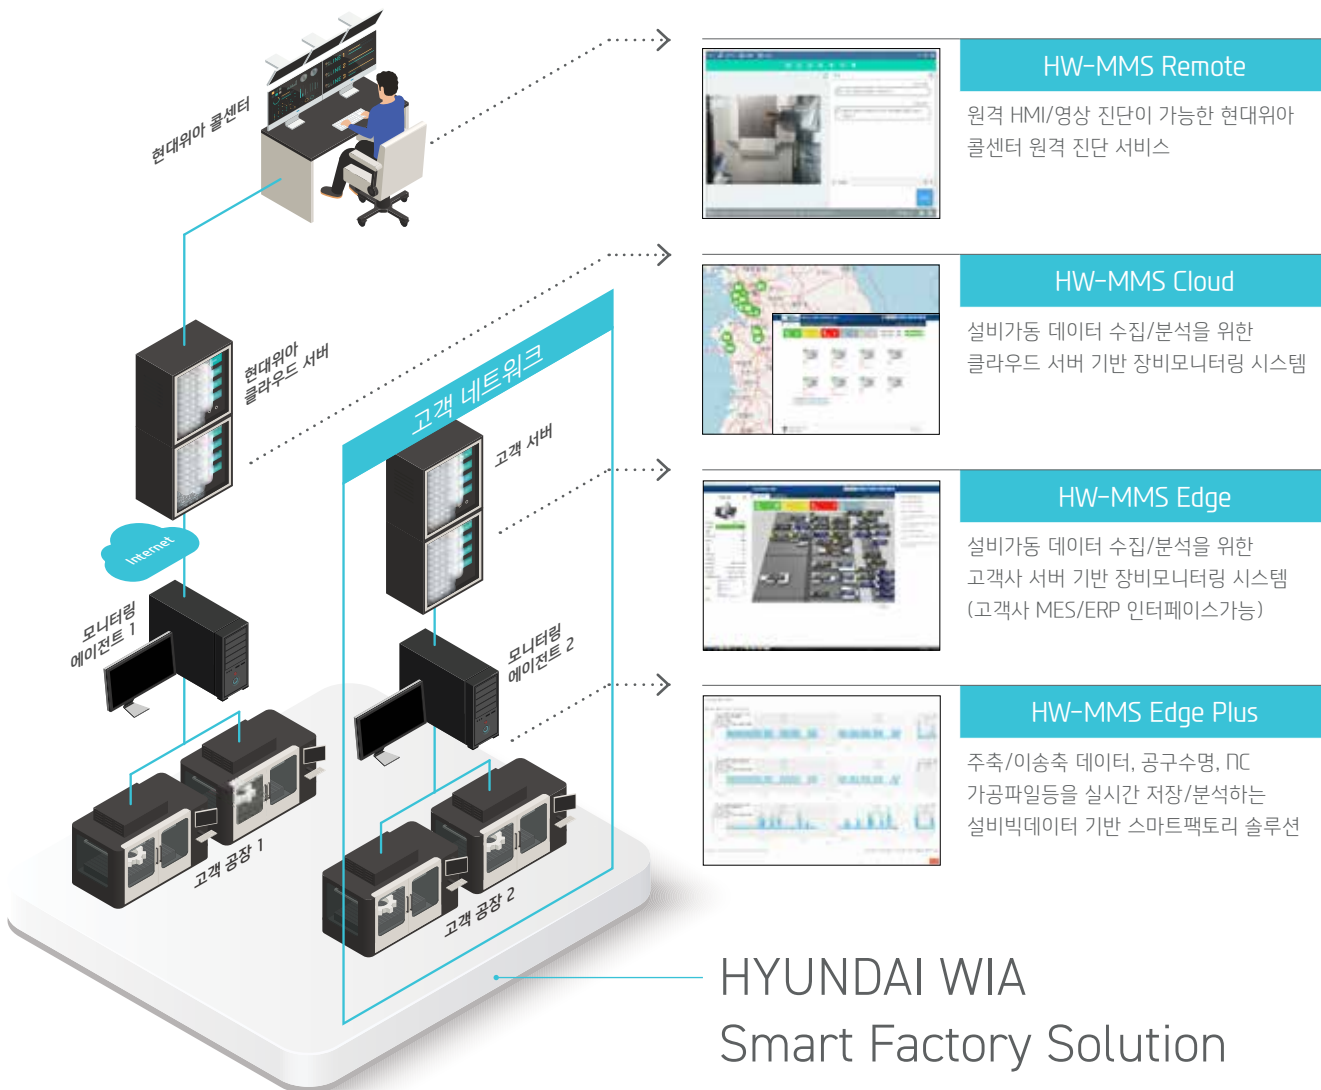 현대위아 콜센터
현대위아
클라우드 서버
Internet
모니터링
에이전트 1
고객 공장 1
고객 네트워크
고객 서버
모니터링
에이전트 2
고객 공장 2
HW-MMS Remote
원격 HMI/영상 진단이 가능한 현대위아
콜센터 원격 진단 서비스
HW-MMS Cloud
설비가동 데이터 수집/분석을 위한
클라우드 서버 기반 장비모니터링 시스템
HW-MMS Edge
설비가동 데이터 수집/분석을 위한
고객사 서버 기반 장비모니터링 시스템
(고객사 MES/ERP 인터페이스가능)
HW-MMS Edge Plus
주축/이송축 데이터, 공구수명, NC
가공파일등을 실시간 저장/분석하는
설비빅데이터 기반 스마트팩토리 솔루션
HYUNDAI WIA
Smart Factory Solution